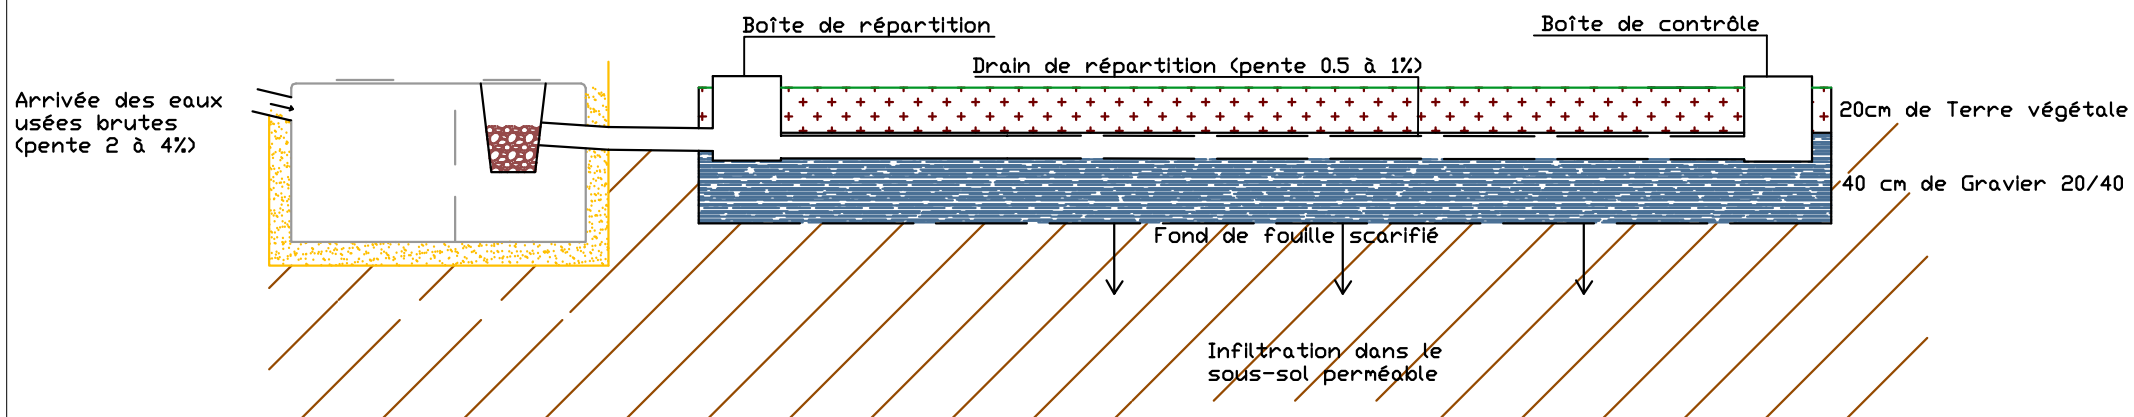 Boîte de répartition
Boîte de contrôle
Drain de répartition (pente 0.5 à 1%)
Arrivée des eaux
usées brutes
(pente 2 à 4%)
20cm de Terre végétale
40 cm de Gravier 20/40
Fond de fouille scarifié
Infiltration dans le
sous-sol perméable